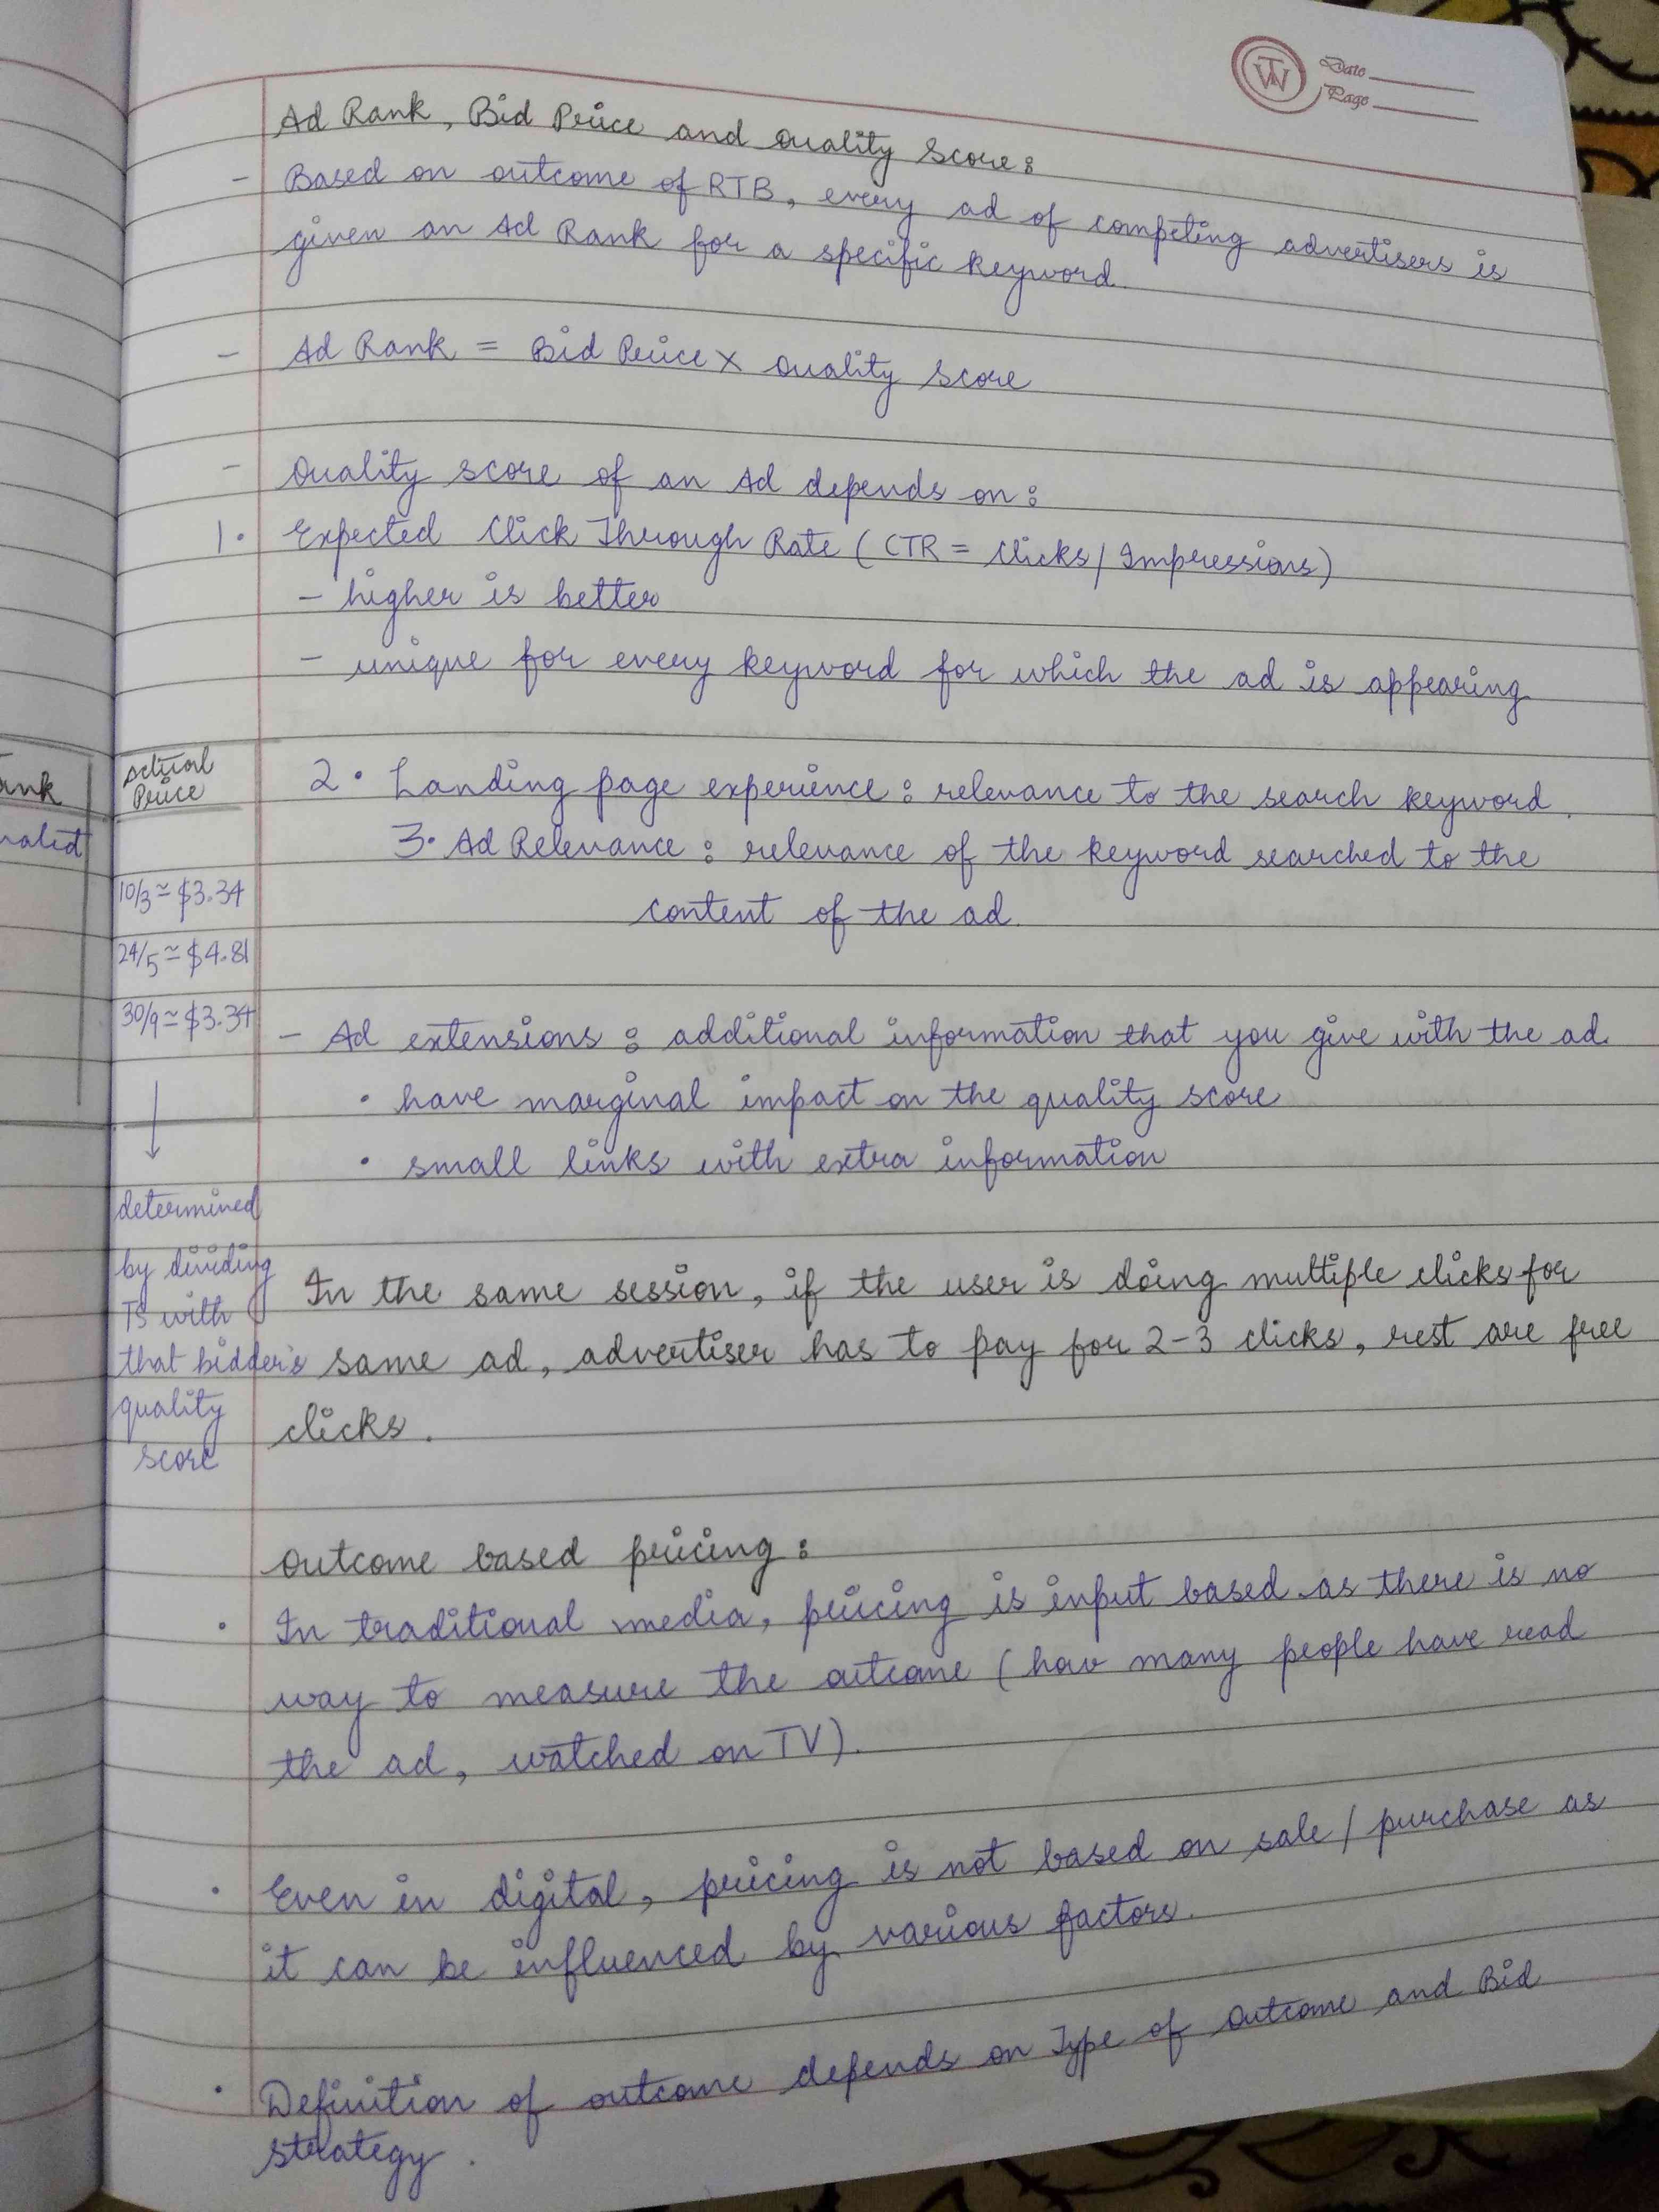 Date
Page
Ad Rank, Bid Price and Quality Score:
- Based on outcome of RTB, every ad of competing advertisers is
given an Ad Rank for a specific keyword.
- Ad Rank = Bid Price x Quality Score
- Quality score of an Ad depends on:
1. Expected Click Through Rate (CTR = Clicks/Impressions)
- higher is better
- unique for every keyword for which the ad is appearing
2. Landing page experience: relevance to the search keyword.
3. Ad Relevance: relevance of the keyword searched to the
content of the ad.
- Ad extensions: additional information that you give with the ad.
• have marginal impact on the quality score
• small links with extra information
In the same session, if the user is doing multiple clicks for
same ad, advertiser has to pay for 2-3 clicks, rest are free
clicks.
Outcome based pricing:
• In traditional media, pricing is input based as there is no
way to measure the outcome (how many people have read
the ad, watched on TV).
• Even in digital, pricing is not based on sale/purchase as
it can be influenced by various factors.
• Definition of outcome depends on Type of Outcome and Bid
strategy.
Actual
Price
10/3 ≃ $3.34
24/5 ≃ $4.81
30/9 ≃ $3.34
↓
determined
by dividing
TS with
that bidder's
quality
score